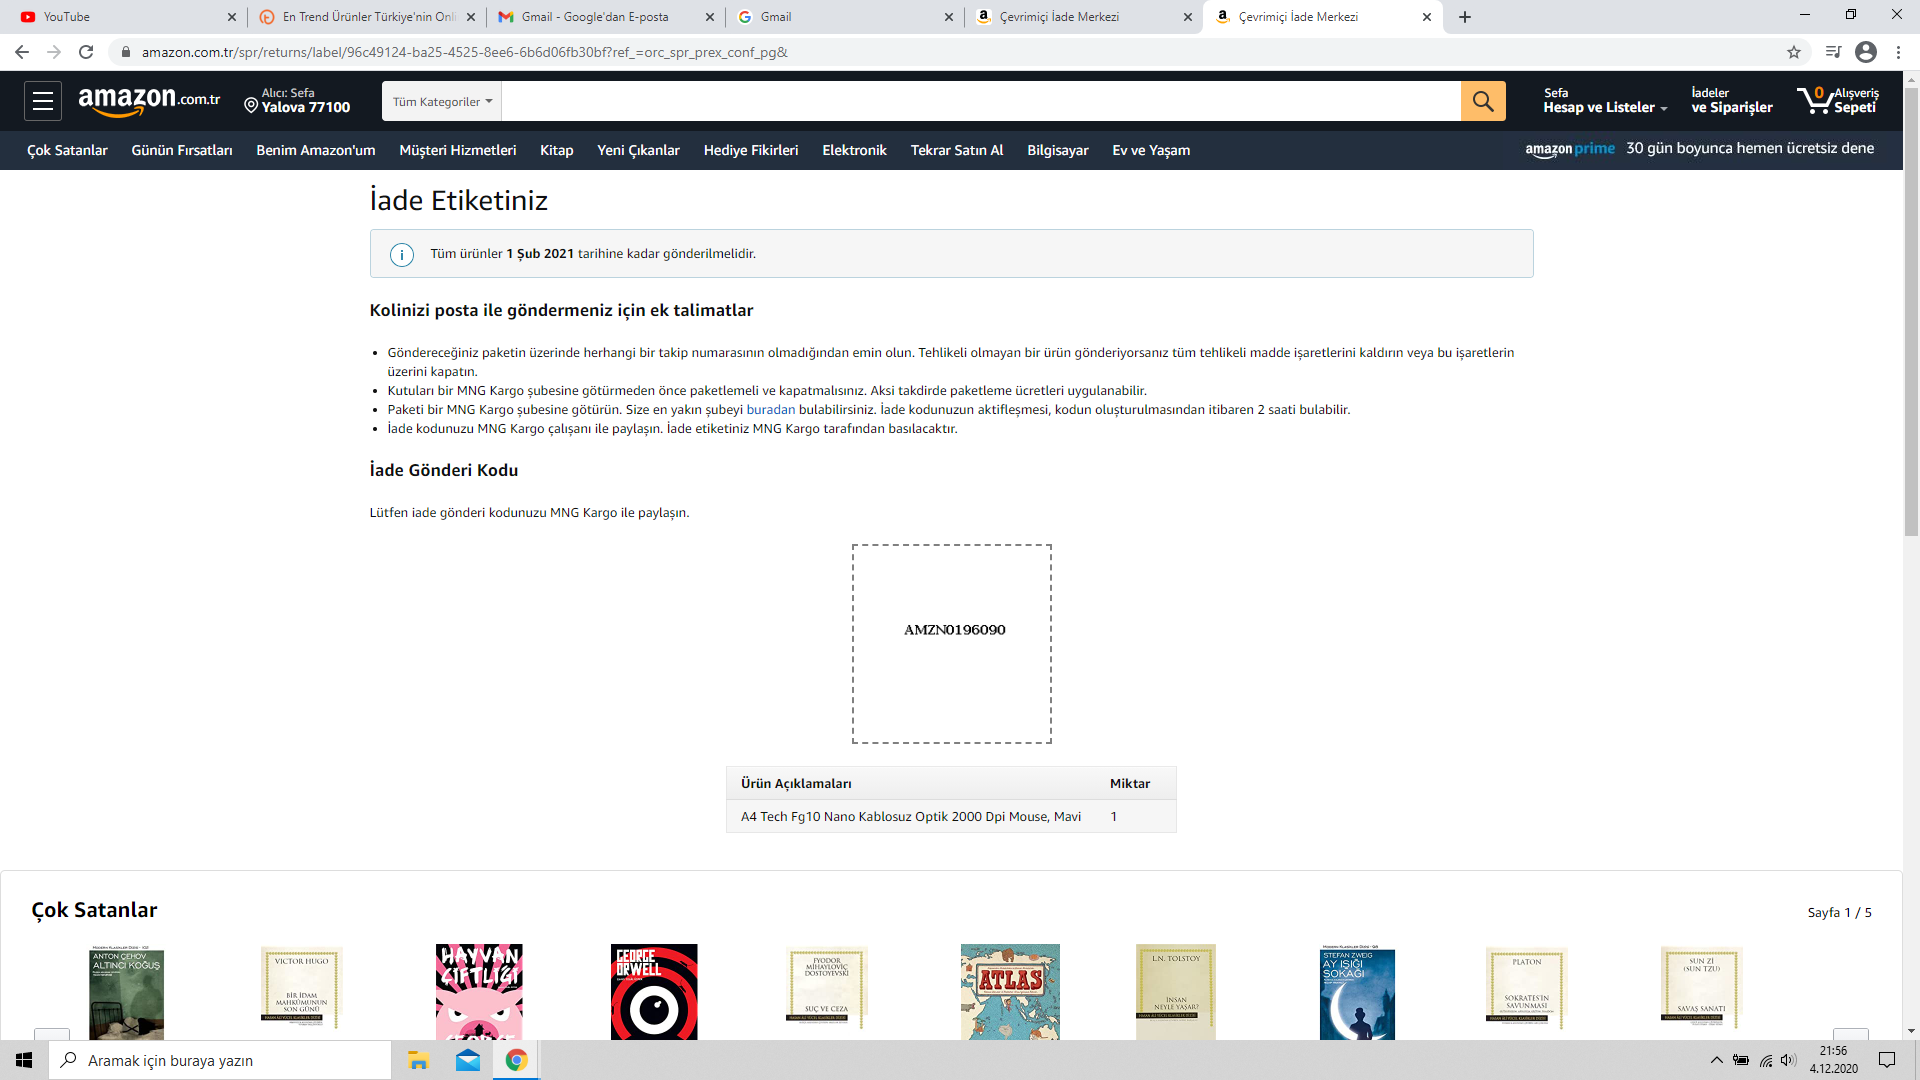 YouTube
En Trend Ürünler Türkiye'nin Onli
Gmail - Google'dan E-posta
Gmail
Çevrimiçi İade Merkezi
Çevrimiçi İade Merkezi
amazon.com.tr/spr/returns/label/96c49124-ba25-4525-8ee6-6b6d06fb30bf?ref_=orc_spr_prex_conf_pg&
amazon.com.tr
Alıcı: Sefa
Yalova 77100
Tüm Kategoriler
Sefa
Hesap ve Listeler
İadeler
ve Siparişler
0
Alışveriş
Sepeti
Çok Satanlar
Günün Fırsatları
Benim Amazon'um
Müşteri Hizmetleri
Kitap
Yeni Çıkanlar
Hediye Fikirleri
Elektronik
Tekrar Satın Al
Bilgisayar
Ev ve Yaşam
amazon prime 30 gün boyunca hemen ücretsiz dene
İade Etiketiniz
Tüm ürünler 1 Şub 2021 tarihine kadar gönderilmelidir.
Kolinizi posta ile göndermeniz için ek talimatlar
Göndereceğiniz paketin üzerinde herhangi bir takip numarasının olmadığından emin olun. Tehlikeli olmayan bir ürün gönderiyorsanız tüm tehlikeli madde işaretlerini kaldırın veya bu işaretlerin
üzerini kapatın.
Kutuları bir MNG Kargo şubesine götürmeden önce paketlemeli ve kapatmalısınız. Aksi takdirde paketleme ücretleri uygulanabilir.
Paketi bir MNG Kargo şubesine götürün. Size en yakın şubeyi buradan bulabilirsiniz. İade kodunuzun aktifleşmesi, kodun oluşturulmasından itibaren 2 saati bulabilir.
İade kodunuzu MNG Kargo çalışanı ile paylaşın. İade etiketiniz MNG Kargo tarafından basılacaktır.
İade Gönderi Kodu
Lütfen iade gönderi kodunuzu MNG Kargo ile paylaşın.
AMZN0196090
Ürün Açıklamaları
Miktar
A4 Tech Fg10 Nano Kablosuz Optik 2000 Dpi Mouse, Mavi
1
Çok Satanlar
Sayfa 1 / 5
ANTON ÇEHOV
ALTINCI KOĞUŞ
VICTOR HUGO
BİR İDAM
MAHKÛMUNUN
SON GÜNÜ
HAYVAN
ÇİFTLİĞİ
GEORGE
GEORGE
ORWELL
FYODOR
MİHAYLOVİÇ
DOSTOYEVSKİ
SUÇ VE CEZA
ATLAS
L.N. TOLSTOY
İNSAN
NEYLE YAŞAR?
STEFAN ZWEIG
AY IŞIĞI
SOKAĞI
PLATON
SOKRATES'İN
SAVUNMASI
SUN Zİ
(SUN TZU)
SAVAŞ SANATI
Aramak için buraya yazın
21:56
4.12.2020